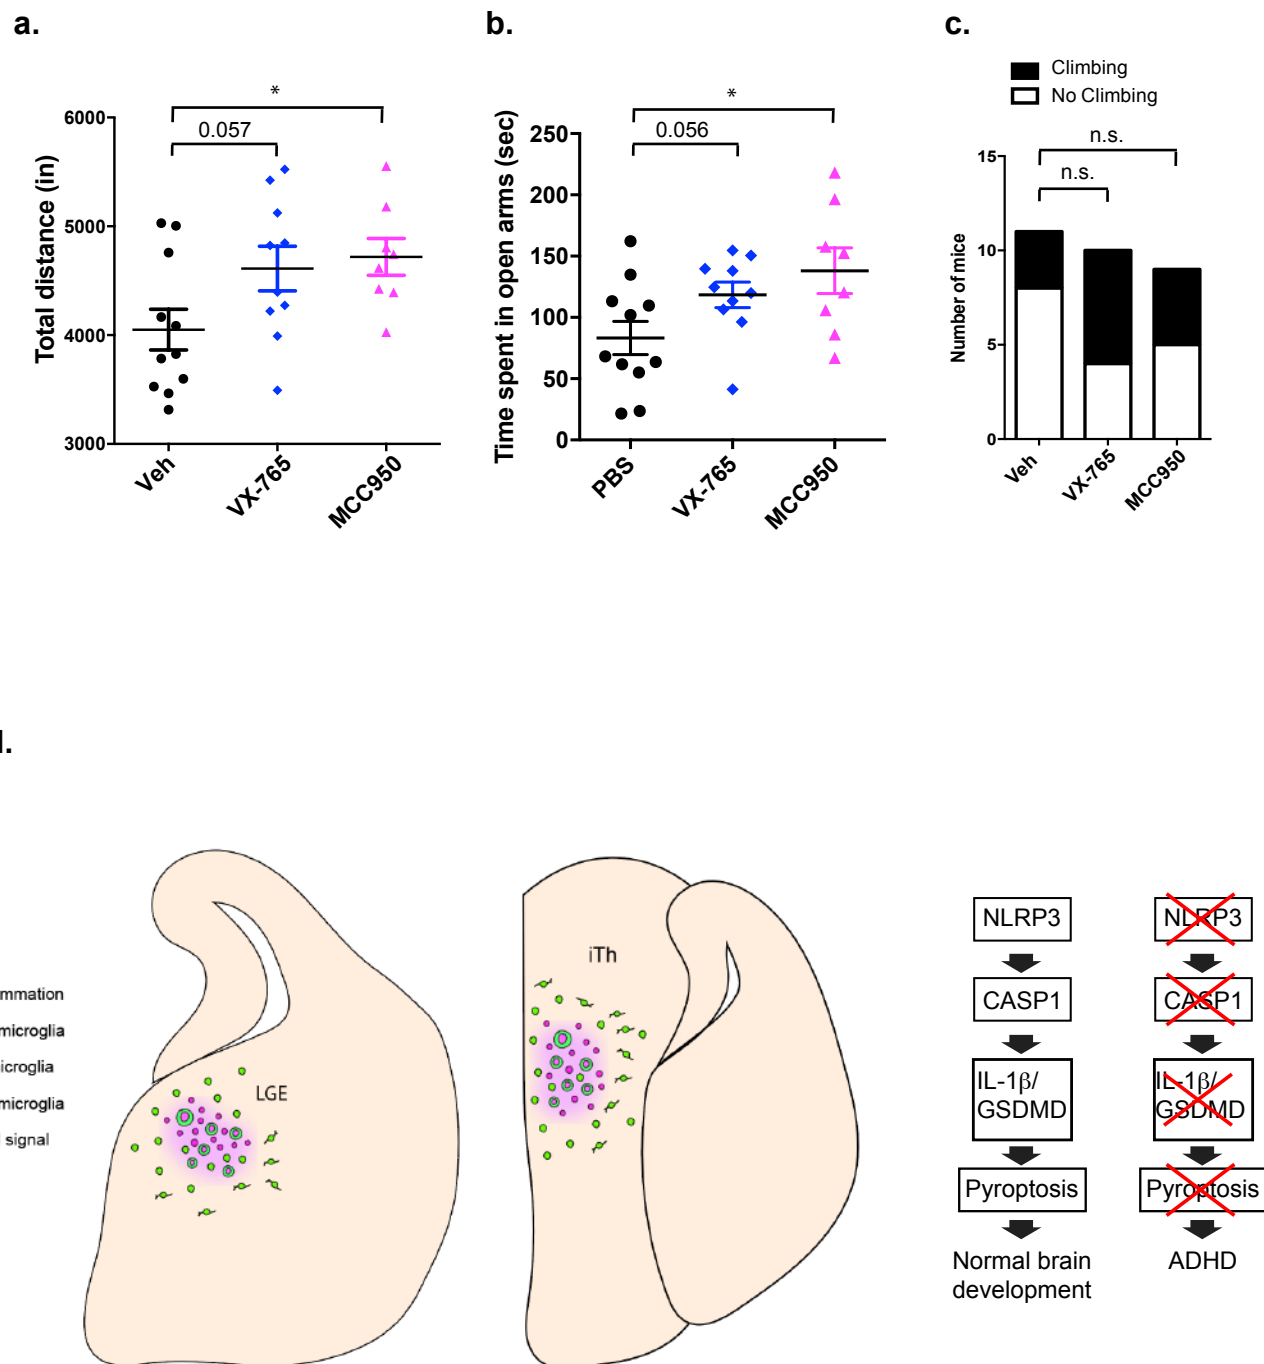 a.
Total distance (in)
6000
5000
4000
3000
*
0.057
Veh
VX-765
MCC950
b.
Time spent in open arms (sec)
250
200
150
100
50
0
*
0.056
PBS
VX-765
MCC950
c.
Climbing
No Climbing
Number of mice
15
10
5
0
n.s.
n.s.
Veh
VX-765
MCC950
microglia
microglia
signal
LGE
iTh
NLRP3
CASP1
IL-1β/
GSDMD
Pyroptosis
Normal brain
development
NLRP3
CASP1
IL-1β/
GSDMD
Pyroptosis
ADHD